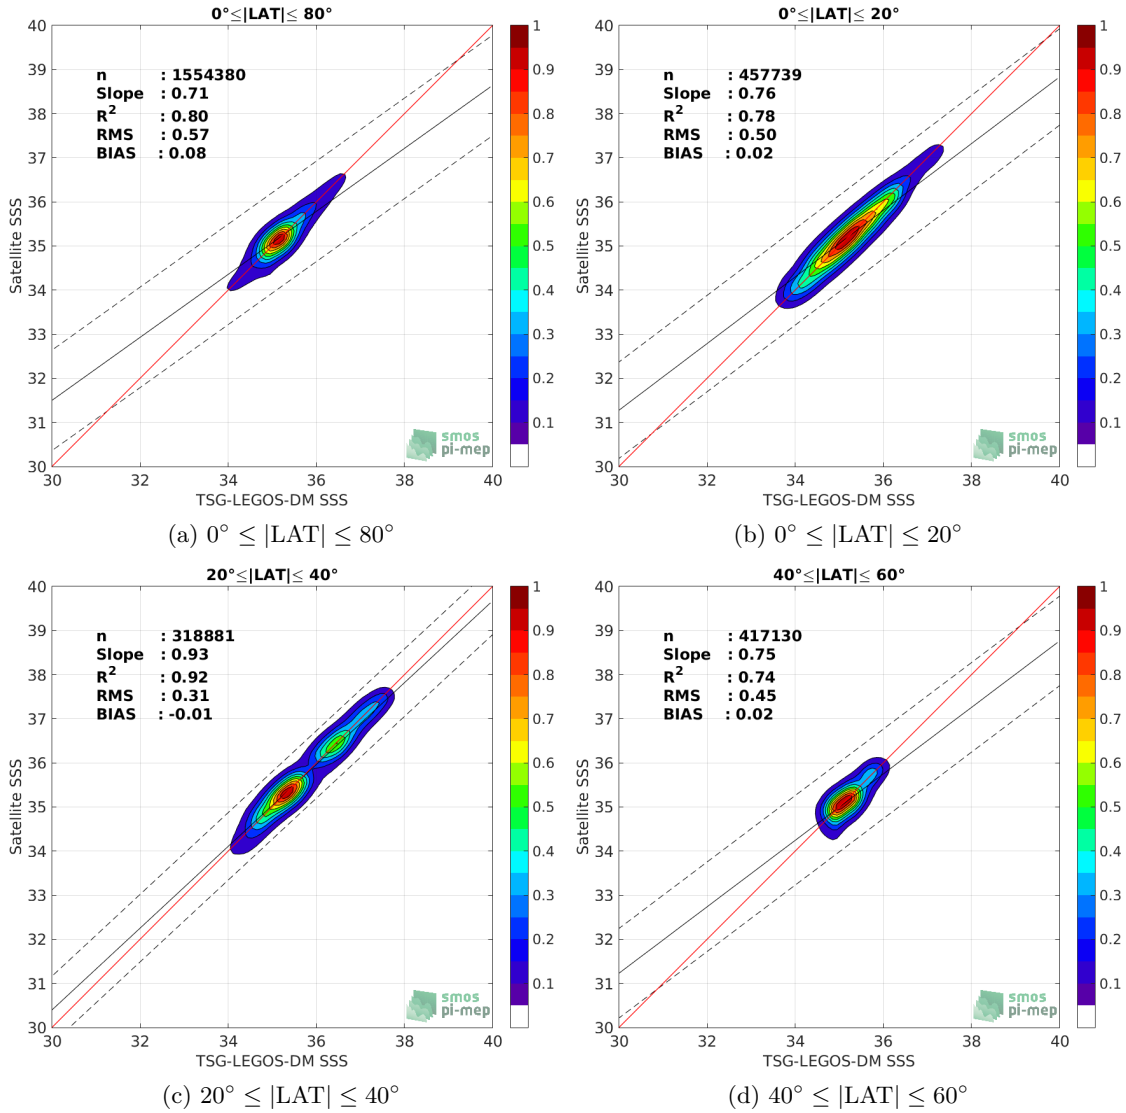 0°≤|LAT|≤ 80°
n : 1554380
Slope : 0.71
R² : 0.80
RMS : 0.57
BIAS : 0.08
Satellite SSS
40
39
38
37
36
35
34
33
32
31
30
30 32 34 36 38 40
TSG-LEGOS-DM SSS
1
0.9
0.8
0.7
0.6
0.5
0.4
0.3
0.2
0.1
smos
pi-mep
(a) 0° ≤ |LAT| ≤ 80°
0°≤|LAT|≤ 20°
n : 457739
Slope : 0.76
R² : 0.78
RMS : 0.50
BIAS : 0.02
Satellite SSS
40
39
38
37
36
35
34
33
32
31
30
30 32 34 36 38 40
TSG-LEGOS-DM SSS
1
0.9
0.8
0.7
0.6
0.5
0.4
0.3
0.2
0.1
smos
pi-mep
(b) 0° ≤ |LAT| ≤ 20°
20°≤|LAT|≤ 40°
n : 318881
Slope : 0.93
R² : 0.92
RMS : 0.31
BIAS : -0.01
Satellite SSS
40
39
38
37
36
35
34
33
32
31
30
30 32 34 36 38 40
TSG-LEGOS-DM SSS
1
0.9
0.8
0.7
0.6
0.5
0.4
0.3
0.2
0.1
smos
pi-mep
(c) 20° ≤ |LAT| ≤ 40°
40°≤|LAT|≤ 60°
n : 417130
Slope : 0.75
R² : 0.74
RMS : 0.45
BIAS : 0.02
Satellite SSS
40
39
38
37
36
35
34
33
32
31
30
30 32 34 36 38 40
TSG-LEGOS-DM SSS
1
0.9
0.8
0.7
0.6
0.5
0.4
0.3
0.2
0.1
smos
pi-mep
(d) 40° ≤ |LAT| ≤ 60°